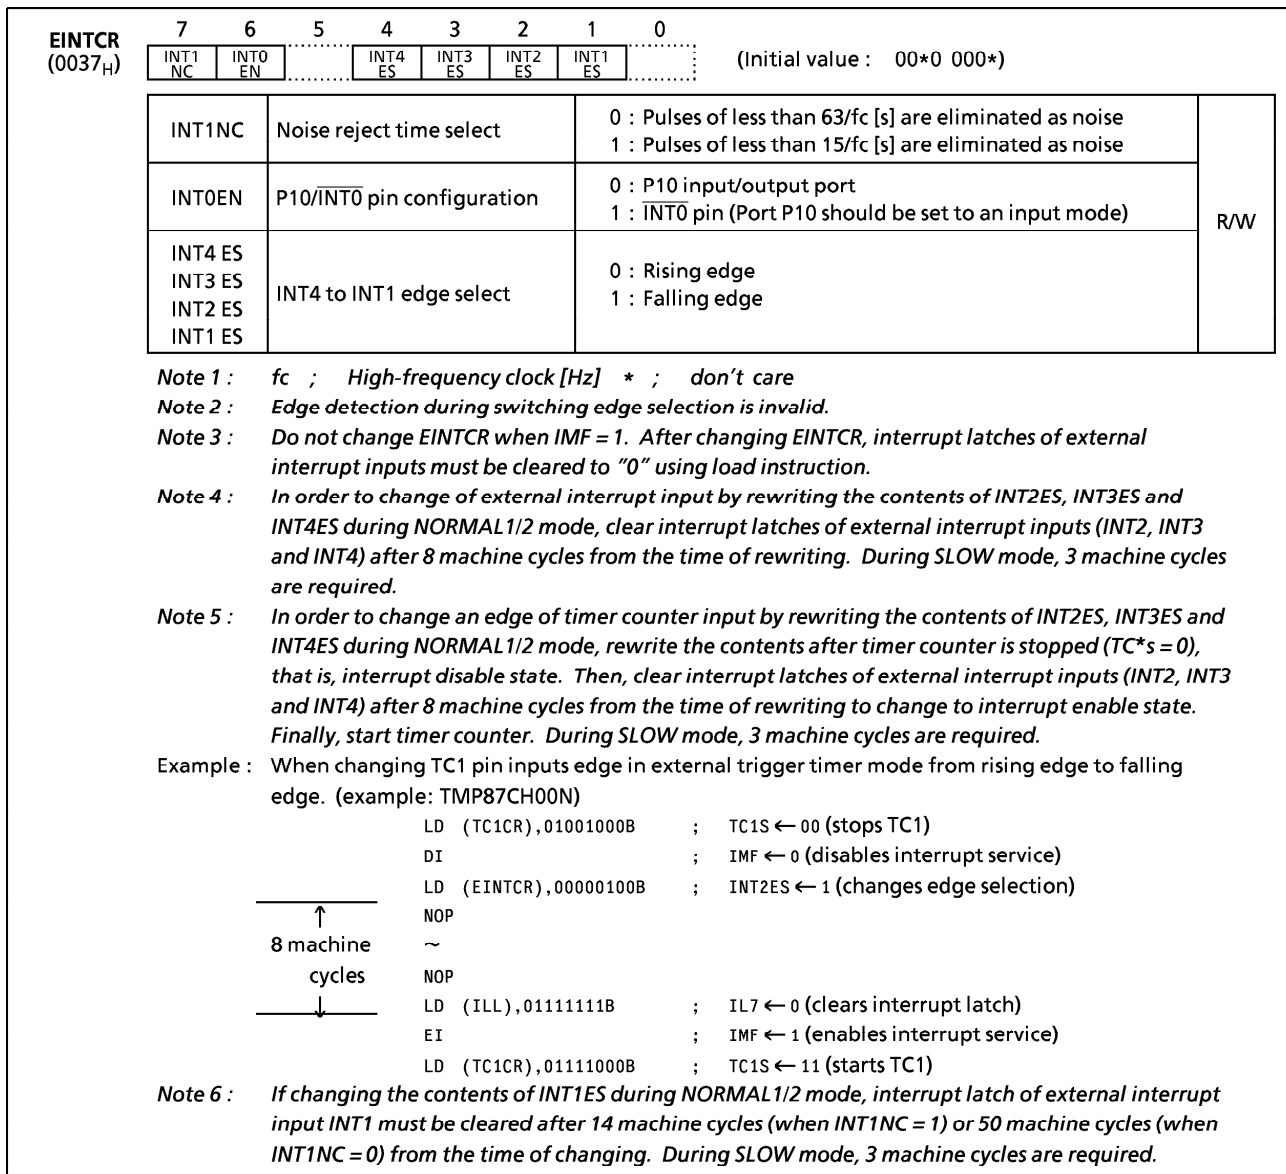 EINTCR
(0037H)
7 6 5 4 3 2 1 0
INT1 NC INT0 EN INT4 ES INT3 ES INT2 ES INT1 ES (Initial value : 00*0 000*)
INT1NC Noise reject time select 0 : Pulses of less than 63/fc [s] are eliminated as noise
1 : Pulses of less than 15/fc [s] are eliminated as noise
INT0EN P10/INT0 pin configuration 0 : P10 input/output port
1 : INT0 pin (Port P10 should be set to an input mode)
R/W
INT4 ES
INT3 ES
INT2 ES
INT1 ES
INT4 to INT1 edge select
0 : Rising edge
1 : Falling edge
Note 1 : fc ; High-frequency clock [Hz] * ; don't care
Note 2 : Edge detection during switching edge selection is invalid.
Note 3 : Do not change EINTCR when IMF = 1. After changing EINTCR, interrupt latches of external
interrupt inputs must be cleared to "0" using load instruction.
Note 4 : In order to change of external interrupt input by rewriting the contents of INT2ES, INT3ES and
INT4ES during NORMAL1/2 mode, clear interrupt latches of external interrupt inputs (INT2, INT3
and INT4) after 8 machine cycles from the time of rewriting. During SLOW mode, 3 machine cycles
are required.
Note 5 : In order to change an edge of timer counter input by rewriting the contents of INT2ES, INT3ES and
INT4ES during NORMAL1/2 mode, rewrite the contents after timer counter is stopped (TC*s = 0),
that is, interrupt disable state. Then, clear interrupt latches of external interrupt inputs (INT2, INT3
and INT4) after 8 machine cycles from the time of rewriting to change to interrupt enable state.
Finally, start timer counter. During SLOW mode, 3 machine cycles are required.
Example : When changing TC1 pin inputs edge in external trigger timer mode from rising edge to falling
edge. (example: TMP87CH00N)
LD (TC1CR),01001000B ; TC1S ← 00 (stops TC1)
DI ; IMF ← 0 (disables interrupt service)
LD (EINTCR),00000100B ; INT2ES ← 1 (changes edge selection)
↑ NOP
8 machine ~
cycles NOP
↓ LD (ILL),01111111B ; IL7 ← 0 (clears interrupt latch)
EI ; IMF ← 1 (enables interrupt service)
LD (TC1CR),01111000B ; TC1S ← 11 (starts TC1)
Note 6 : If changing the contents of INT1ES during NORMAL1/2 mode, interrupt latch of external interrupt
input INT1 must be cleared after 14 machine cycles (when INT1NC = 1) or 50 machine cycles (when
INT1NC = 0) from the time of changing. During SLOW mode, 3 machine cycles are required.